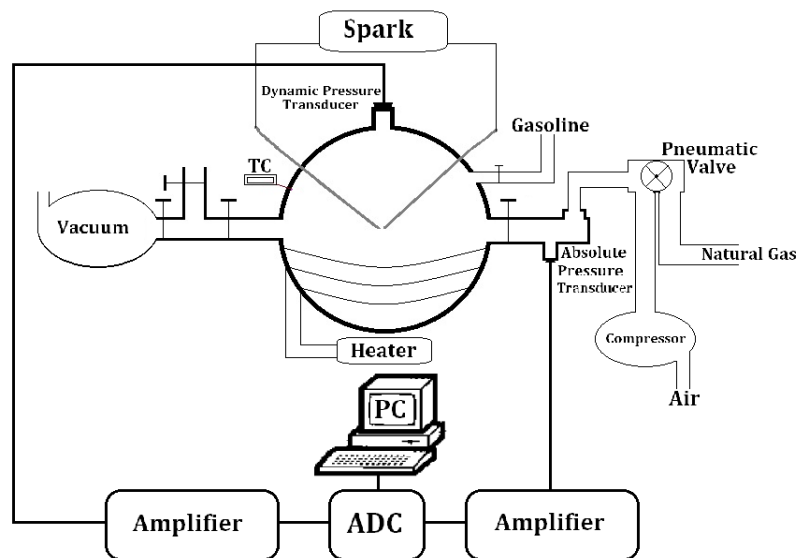 Spark
Dynamic Pressure
Transducer
Gasoline
TC
Pneumatic
Valve
Vacuum
Natural Gas
Absolute
Pressure
Transducer
Compressor
Heater
Air
PC
Amplifier
ADC
Amplifier